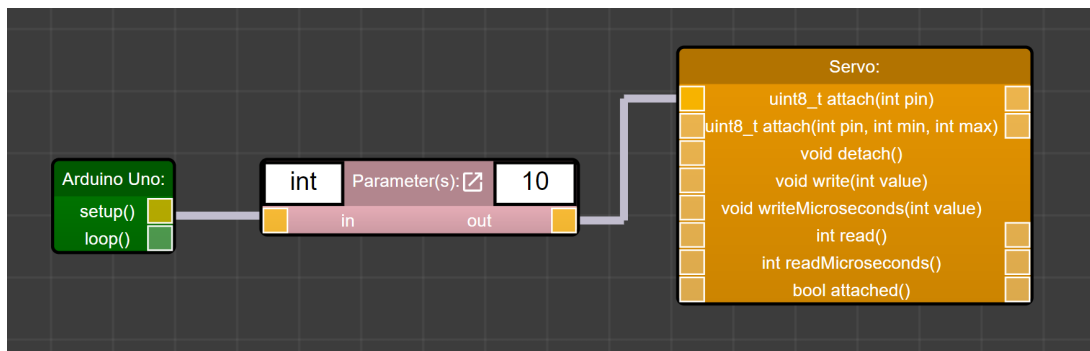 Arduino Uno:
setup()
loop()
int
Parameter(s):
10
in
out
Servo:
uint8_t attach(int pin)
uint8_t attach(int pin, int min, int max)
void detach()
void write(int value)
void writeMicroseconds(int value)
int read()
int readMicroseconds()
bool attached()